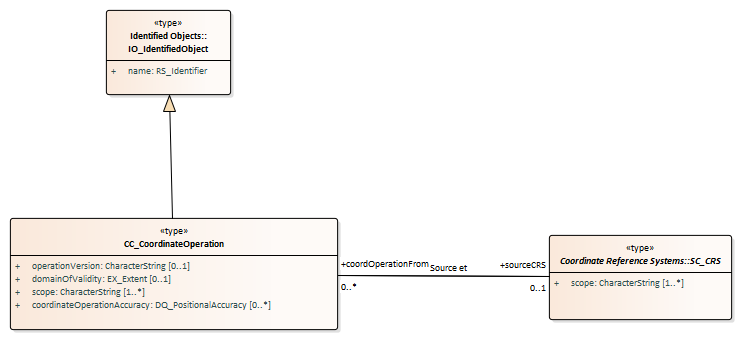 «type»
Identified Objects::
IO_IdentifiedObject
+ name: RS_Identifier
«type»
CC_CoordinateOperation
+ operationVersion: CharacterString [0..1]
+ domainOfValidity: EX_Extent [0..1]
+ scope: CharacterString [1..*]
+ coordinateOperationAccuracy: DQ_PositionalAccuracy [0..*]
+coordOperationFrom
Source et
+sourceCRS
0..*
0..1
«type»
Coordinate Reference Systems::SC_CRS
+ scope: CharacterString [1..*]